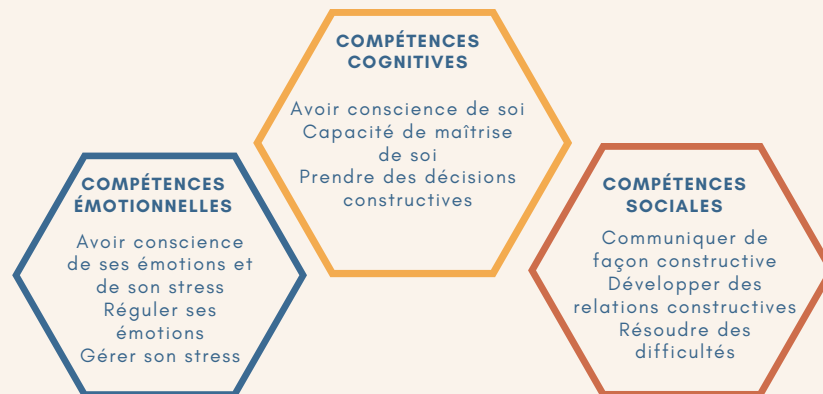 COMPÉTENCES
COGNITIVES
Avoir conscience de soi
Capacité de maîtrise
de soi
Prendre des décisions
constructives
COMPÉTENCES
ÉMOTIONNELLES
Avoir conscience
de ses émotions et
de son stress
Réguler ses
émotions
Gérer son stress
COMPÉTENCES
SOCIALES
Communiquer de
façon constructive
Développer des
relations constructives
Résoudre des
difficultés